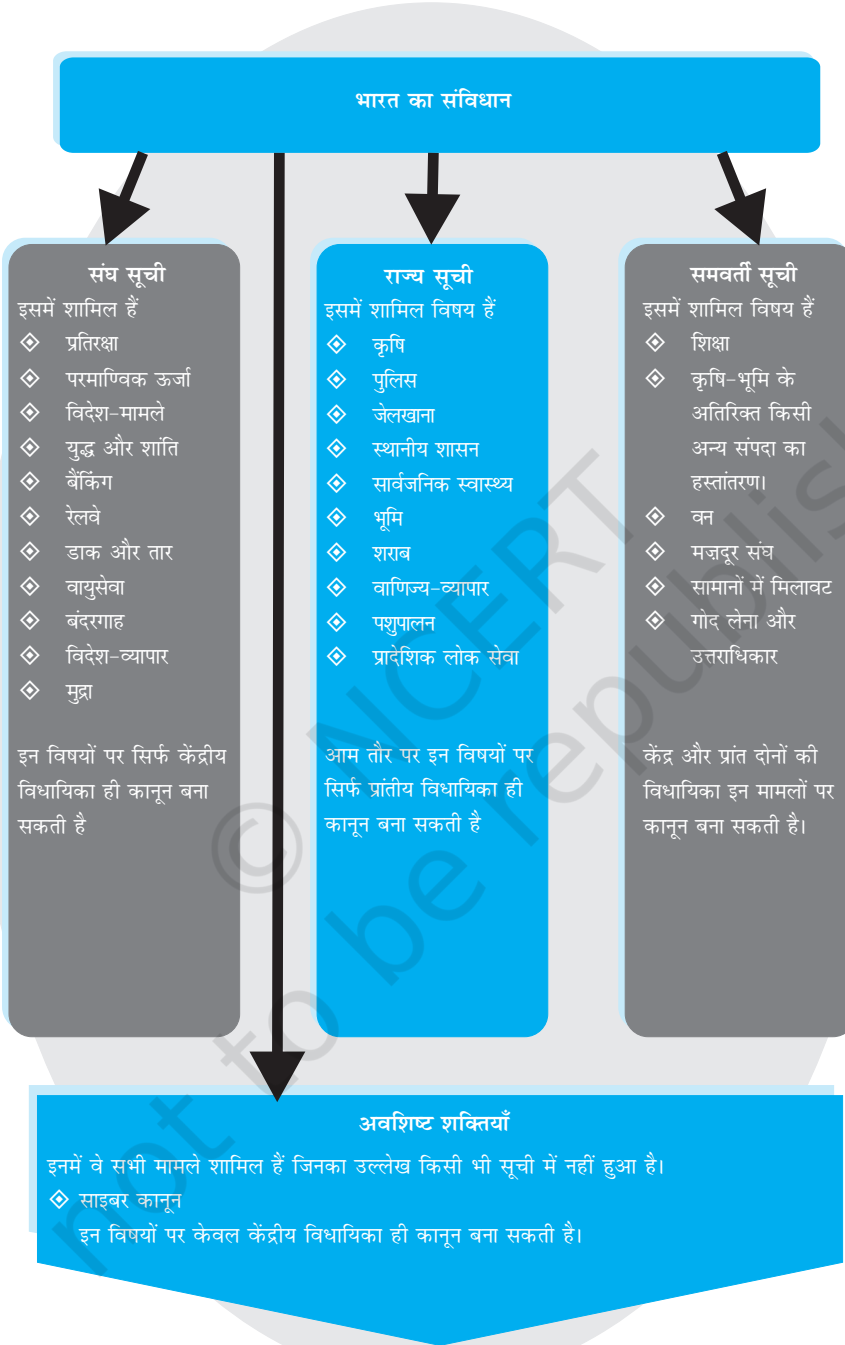 भारत का संविधान
संघ सूची
इसमें शामिल हैं
प्रतिरक्षा
परमाण्विक ऊर्जा
विदेश-मामले
युद्ध और शांति
बैंकिंग
रेलवे
डाक और तार
वायुसेवा
बंदरगाह
विदेश-व्यापार
मुद्रा
इन विषयों पर सिर्फ केंद्रीय
विधायिका ही कानून बना
सकती है
राज्य सूची
इसमें शामिल विषय हैं
कृषि
पुलिस
जेलखाना
स्थानीय शासन
सार्वजनिक स्वास्थ्य
भूमि
शराब
वाणिज्य-व्यापार
पशुपालन
प्रादेशिक लोक सेवा
आम तौर पर इन विषयों पर
सिर्फ प्रांतीय विधायिका ही
कानून बना सकती है
समवर्ती सूची
इसमें शामिल विषय हैं
शिक्षा
कृषि-भूमि के
अतिरिक्त किसी
अन्य संपदा का
हस्तांतरण।
वन
मज़दूर संघ
सामानों में मिलावट
गोद लेना और
उत्तराधिकार
केंद्र और प्रांत दोनों की
विधायिका इन मामलों पर
कानून बना सकती है।
अवशिष्ट शक्तियाँ
इनमें वे सभी मामले शामिल हैं जिनका उल्लेख किसी भी सूची में नहीं हुआ है।
साइबर कानून
इन विषयों पर केवल केंद्रीय विधायिका ही कानून बना सकती है।
© NCERT
not to be republish